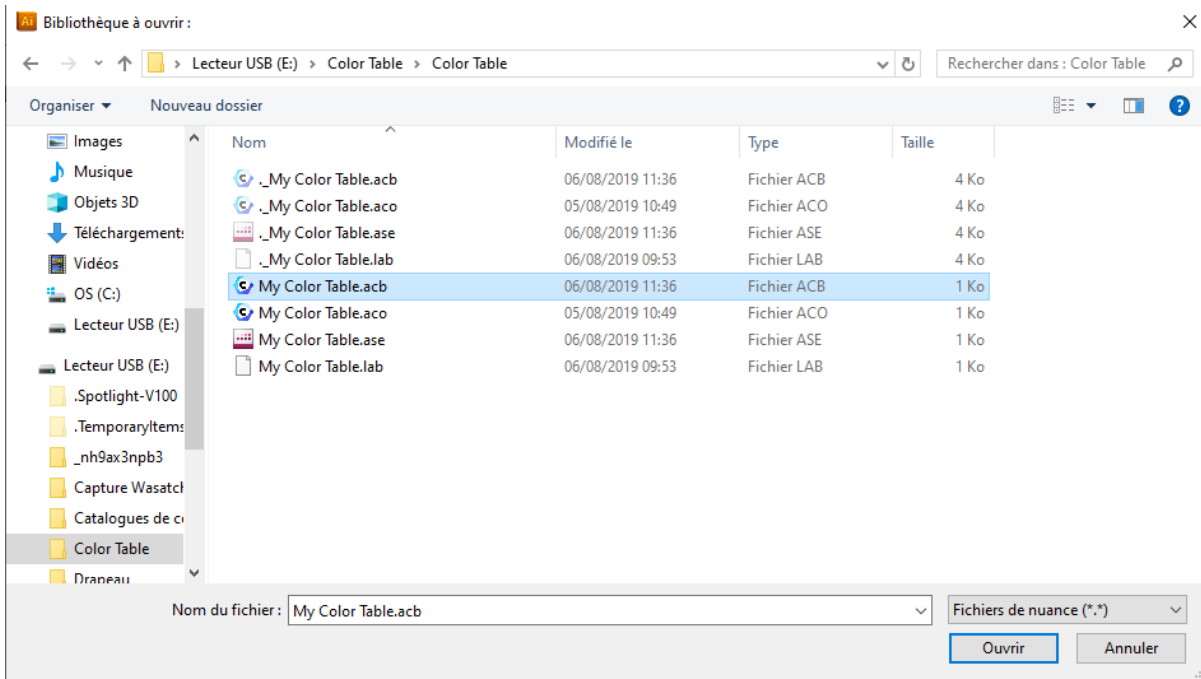 Ai Bibliothèque à ouvrir :
Lecteur USB (E:) › Color Table › Color Table
Rechercher dans : Color Table
Organiser
Nouveau dossier
?
Nom Modifié le Type Taille
._My Color Table.acb 06/08/2019 11:36 Fichier ACB 4 Ko
._My Color Table.aco 05/08/2019 10:49 Fichier ACO 4 Ko
._My Color Table.ase 06/08/2019 11:36 Fichier ASE 4 Ko
._My Color Table.lab 06/08/2019 09:53 Fichier LAB 4 Ko
My Color Table.acb 06/08/2019 11:36 Fichier ACB 1 Ko
My Color Table.aco 05/08/2019 10:49 Fichier ACO 1 Ko
My Color Table.ase 06/08/2019 11:36 Fichier ASE 1 Ko
My Color Table.lab 06/08/2019 09:53 Fichier LAB 1 Ko
Images
Musique
Objets 3D
Téléchargements
Vidéos
OS (C:)
Lecteur USB (E:)
Lecteur USB (E:)
.Spotlight-V100
.TemporaryItems
_nh9ax3npb3
Capture Wasatch
Catalogues de c
Color Table
Drapeau
Nom du fichier : My Color Table.acb
Fichiers de nuance (*.*)
Ouvrir
Annuler